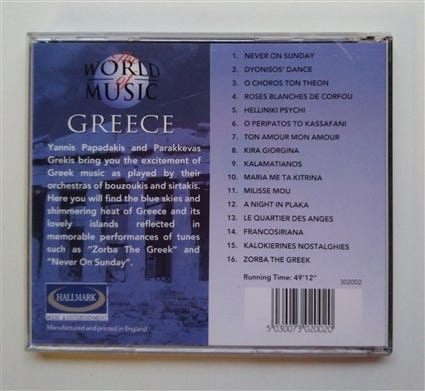 The
WORLD
of
MUSIC
GREECE
Yannis Papadakis and Parakkevas
Grekis bring you the excitement of
Greek music as played by their
orchestras of bouzoukis and sirtakis.
Here you will find the blue skies and
shimmering heat of Greece and its
lovely islands reflected in
memorable performances of tunes
such as "Zorba The Greek" and
"Never On Sunday".
HALLMARK
MUSIC & ENTERTAINMENT
Manufactured and printed in England
1. NEVER ON SUNDAY
2. DYONISOS' DANCE
3. O CHOROS TON THEON
4. ROSES BLANCHES DE CORFOU
5. HELLINIKI PSYCHI
6. O PERIPATOS TO KASSAFANI
7. TON AMOUR MON AMOUR
8. KIRA GIORGINA
9. KALAMATIANOS
10. MARIA ME TA KITRINA
11. MILISSE MOU
12. A NIGHT IN PLAKA
13. LE QUARTIER DES ANGES
14. FRANCOSIRIANA
15. KALOKIERINES NOSTALGHIES
16. ZORBA THE GREEK
Running Time: 49'12"
302002
5 030073 020020